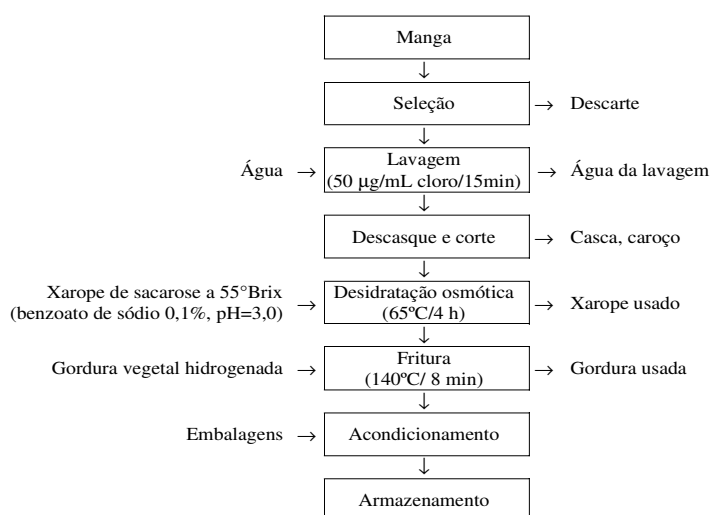 Manga
↓
Seleção → Descarte
↓
Água → Lavagem → Água da lavagem
(50 µg/mL cloro/15min)
↓
Descasque e corte → Casca, caroço
↓
Xarope de sacarose a 55°Brix → Desidratação osmótica → Xarope usado
(benzoato de sódio 0,1%, pH=3,0) (65ºC/4 h)
↓
Gordura vegetal hidrogenada → Fritura → Gordura usada
(140ºC/ 8 min)
↓
Embalagens → Acondicionamento
↓
Armazenamento